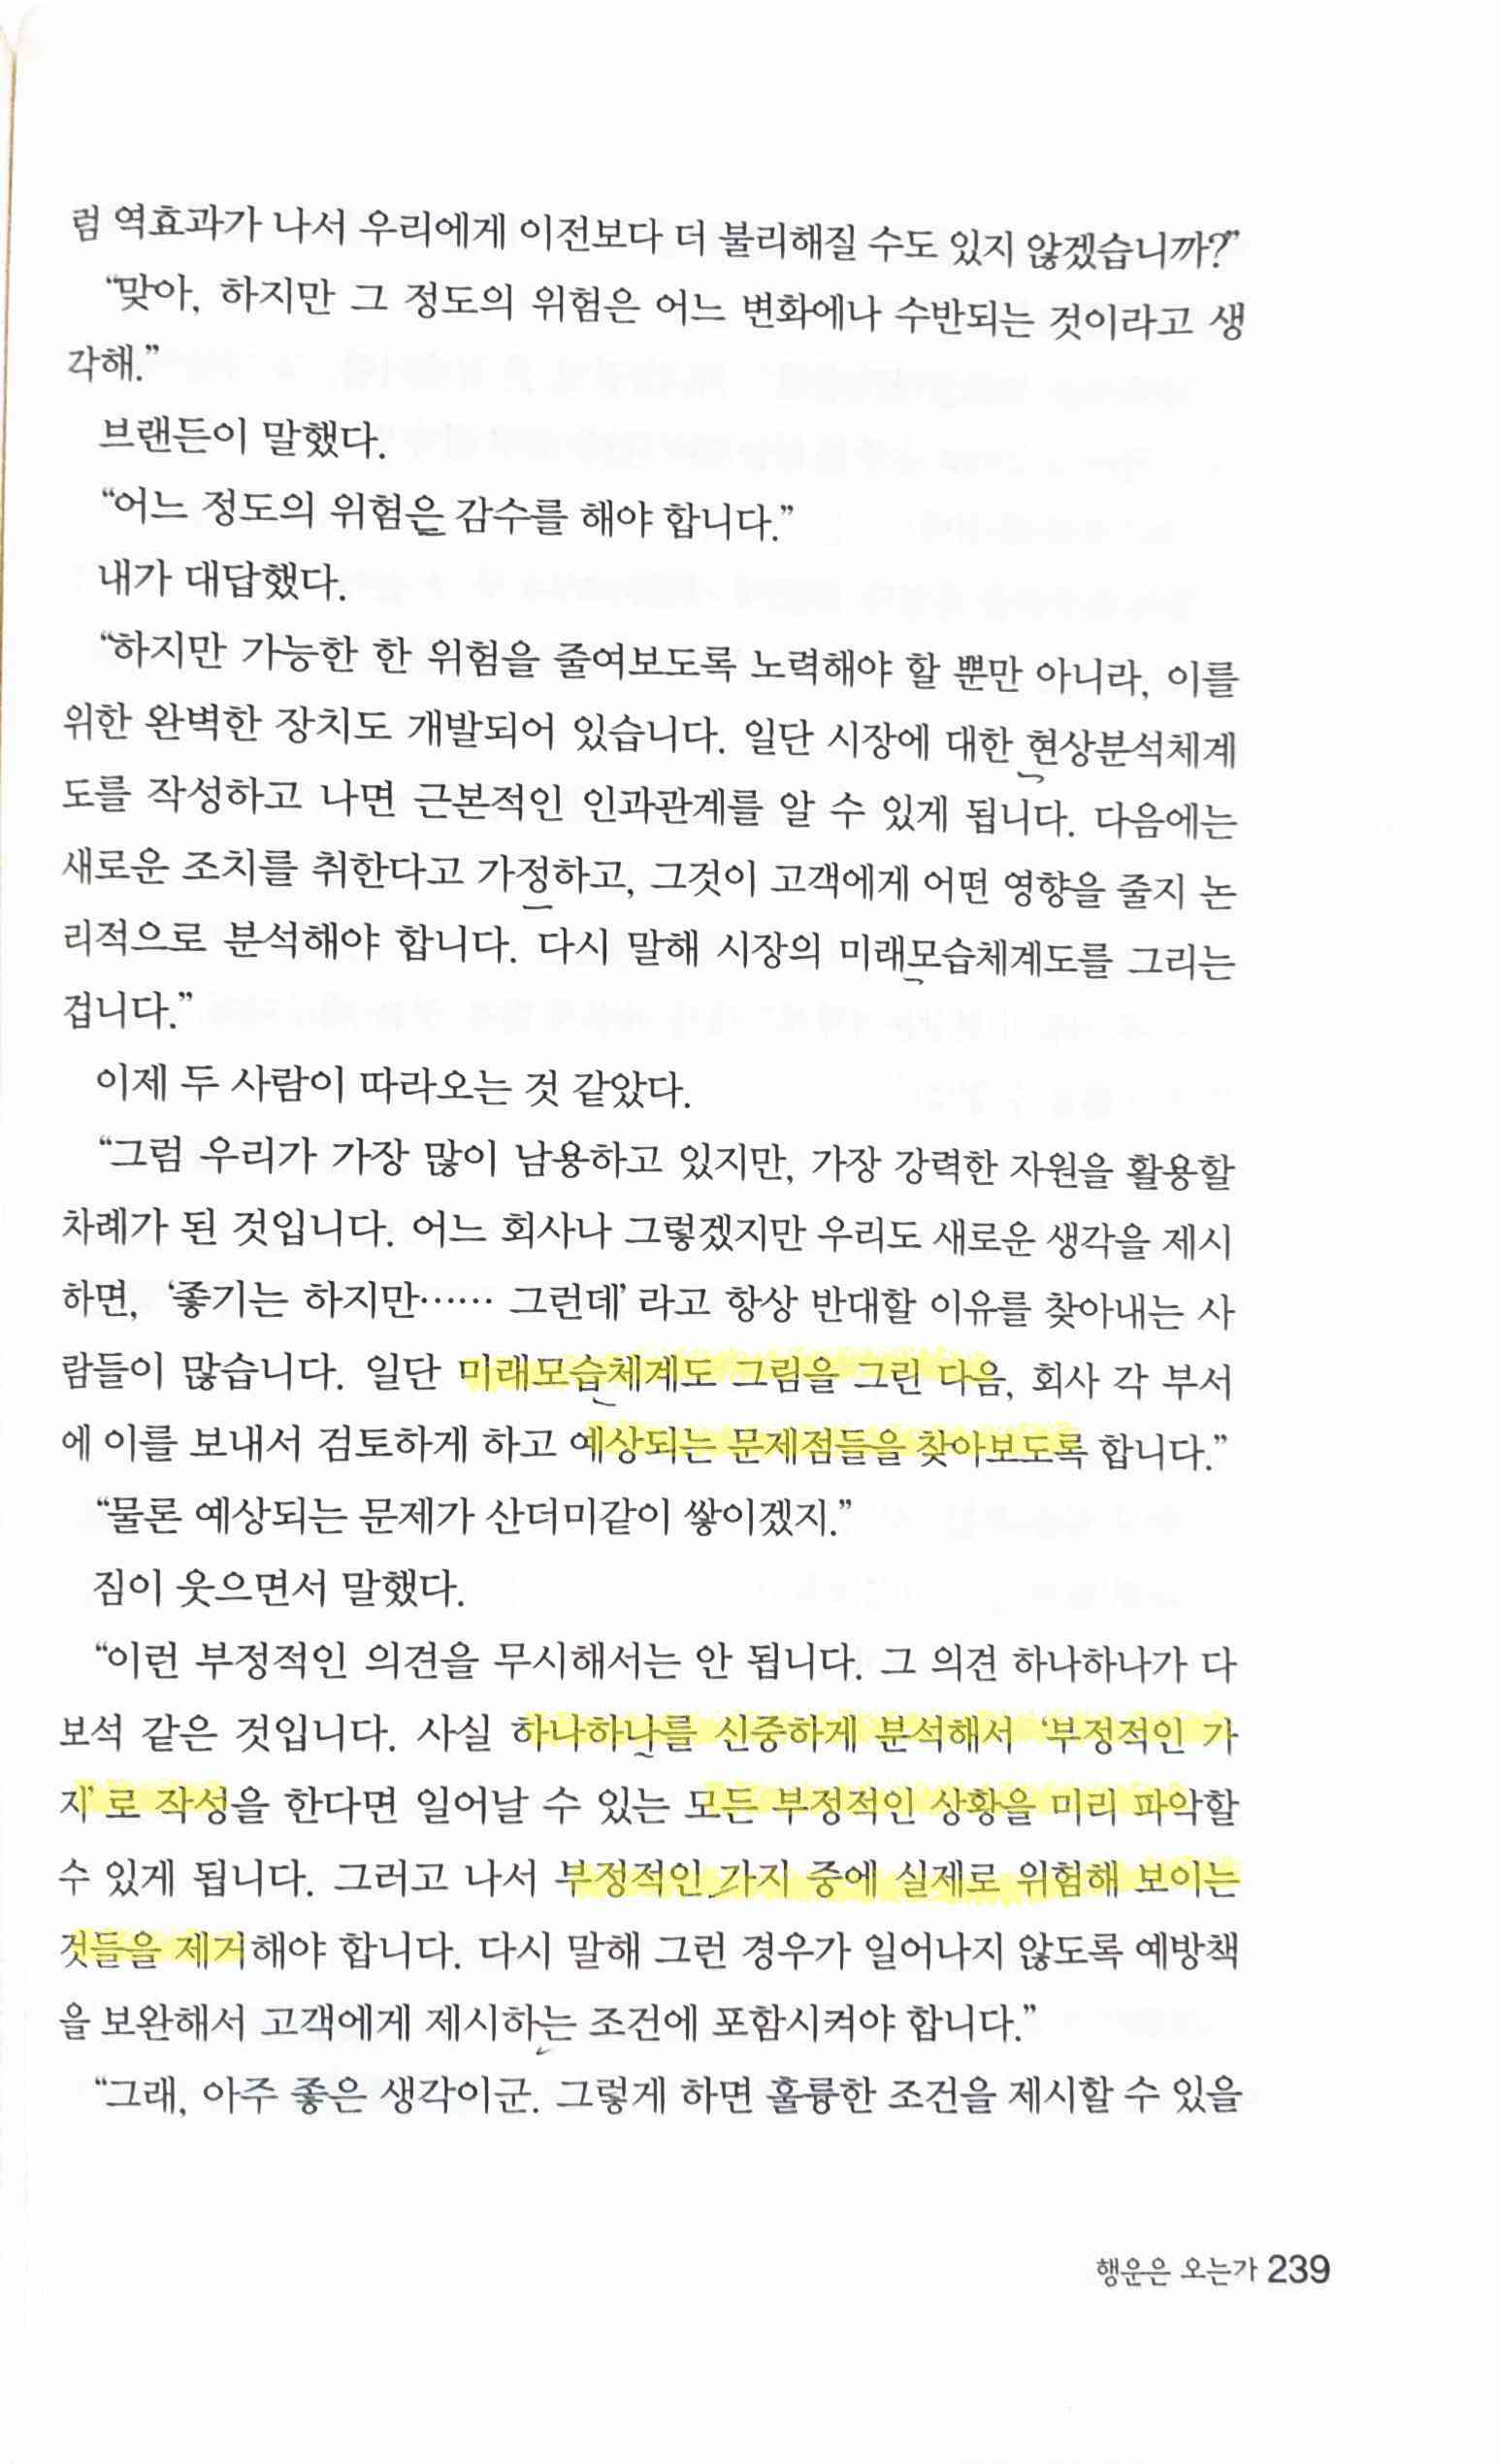 럼 역효과가 나서 우리에게 이전보다 더 불리해질 수도 있지 않겠습니까?”
“맞아, 하지만 그 정도의 위험은 어느 변화에나 수반되는 것이라고 생
각해.”
브랜든이 말했다.
“어느 정도의 위험은 감수를 해야 합니다.”
내가 대답했다.
“하지만 가능한 한 위험을 줄여보도록 노력해야 할 뿐만 아니라, 이를
위한 완벽한 장치도 개발되어 있습니다. 일단 시장에 대한 현상분석체계
도를 작성하고 나면 근본적인 인과관계를 알 수 있게 됩니다. 다음에는
새로운 조치를 취한다고 가정하고, 그것이 고객에게 어떤 영향을 줄지 논
리적으로 분석해야 합니다. 다시 말해 시장의 미래모습체계도를 그리는
겁니다.”
이제 두 사람이 따라오는 것 같았다.
“그럼 우리가 가장 많이 남용하고 있지만, 가장 강력한 자원을 활용할
차례가 된 것입니다. 어느 회사나 그렇겠지만 우리도 새로운 생각을 제시
하면, ‘좋기는 하지만…… 그런데’ 라고 항상 반대할 이유를 찾아내는 사
람들이 많습니다. 일단 미래모습체계도 그림을 그린 다음, 회사 각 부서
에 이를 보내서 검토하게 하고 예상되는 문제점들을 찾아보도록 합니다.”
“물론 예상되는 문제가 산더미같이 쌓이겠지.”
짐이 웃으면서 말했다.
“이런 부정적인 의견을 무시해서는 안 됩니다. 그 의견 하나하나가 다
보석 같은 것입니다. 사실 하나하나를 신중하게 분석해서 ‘부정적인 가
지’로 작성을 한다면 일어날 수 있는 모든 부정적인 상황을 미리 파악할
수 있게 됩니다. 그러고 나서 부정적인 가지 중에 실제로 위험해 보이는
것들을 제거해야 합니다. 다시 말해 그런 경우가 일어나지 않도록 예방책
을 보완해서 고객에게 제시하는 조건에 포함시켜야 합니다.”
“그래, 아주 좋은 생각이군. 그렇게 하면 훌륭한 조건을 제시할 수 있을
행운은 오는가 239